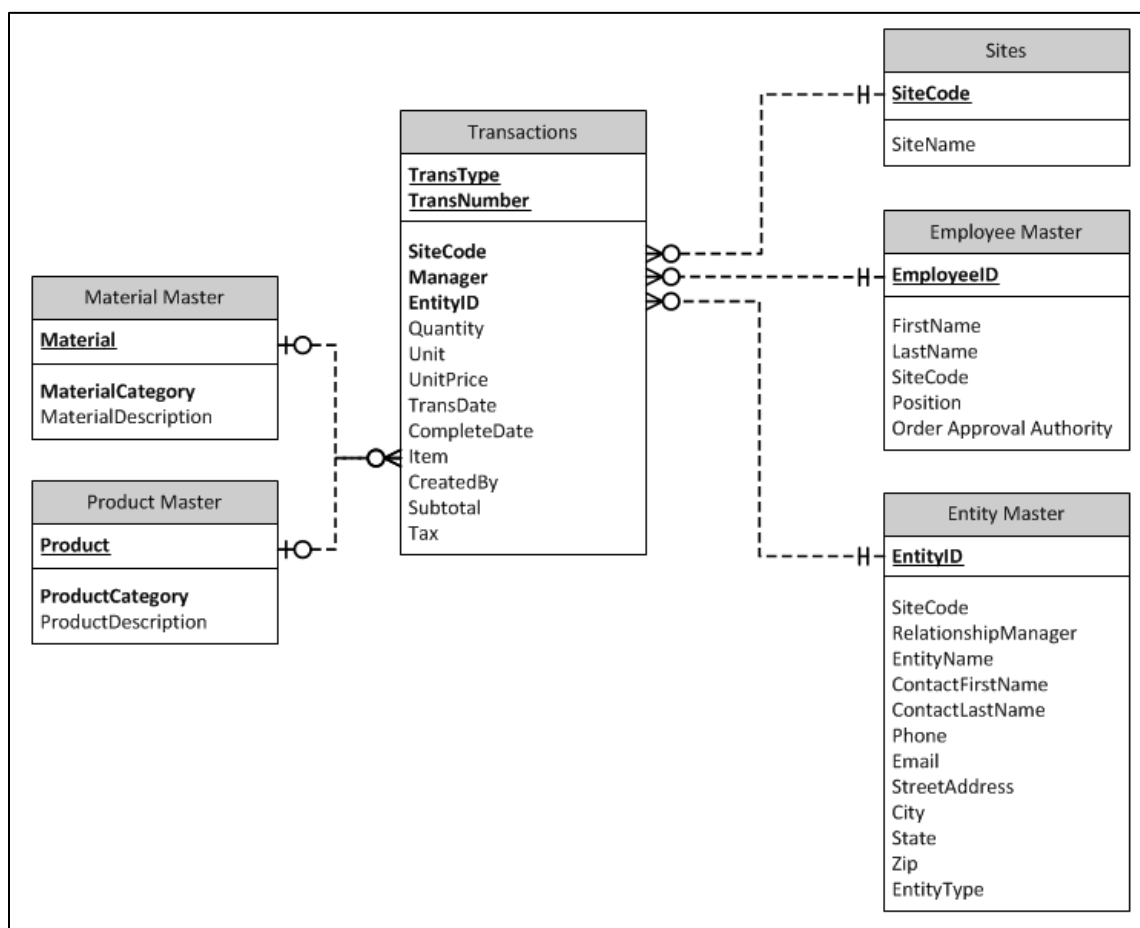 Sites
SiteCode
SiteName
Transactions
TransType
TransNumber
SiteCode
Manager
EntityID
Quantity
Unit
UnitPrice
TransDate
CompleteDate
Item
CreatedBy
Subtotal
Tax
Employee Master
EmployeeID
FirstName
LastName
SiteCode
Position
Order Approval Authority
Material Master
Material
MaterialCategory
MaterialDescription
Product Master
Product
ProductCategory
ProductDescription
Entity Master
EntityID
SiteCode
RelationshipManager
EntityName
ContactFirstName
ContactLastName
Phone
Email
StreetAddress
City
State
Zip
EntityType